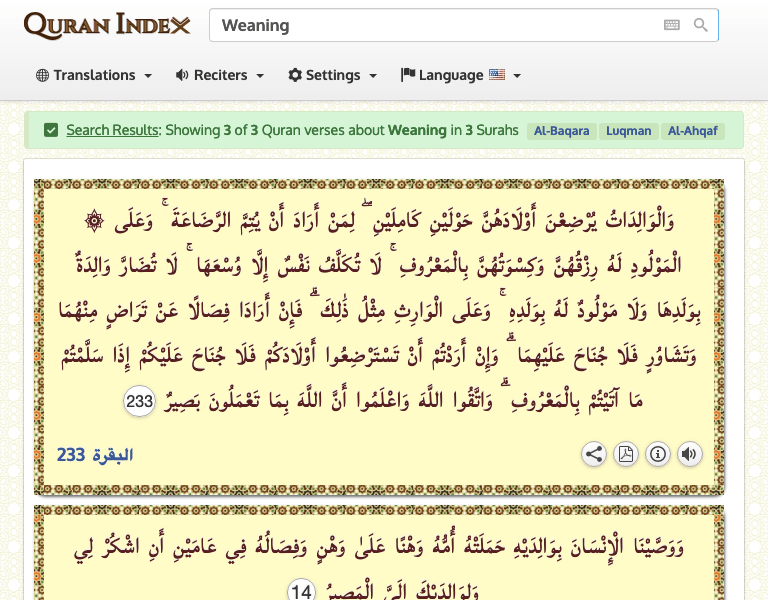 QURAN INDEX
Weaning
Translations Reciters Settings Language
Search Results: Showing 3 of 3 Quran verses about Weaning in 3 Surahs Al-Baqara Luqman Al-Ahqaf
۞ وَالْوَالِدَاتُ يُرْضِعْنَ أَوْلَادَهُنَّ حَوْلَيْنِ كَامِلَيْنِ ۖ لِمَنْ أَرَادَ أَنْ يُتِمَّ الرَّضَاعَةَ ۚ وَعَلَى
الْمَوْلُودِ لَهُ رِزْقُهُنَّ وَكِسْوَتُهُنَّ بِالْمَعْرُوفِ ۚ لَا تُكَلَّفُ نَفْسٌ إِلَّا وُسْعَهَا ۚ لَا تُضَارَّ وَالِدَةٌ
بِوَلَدِهَا وَلَا مَوْلُودٌ لَهُ بِوَلَدِهِ ۚ وَعَلَى الْوَارِثِ مِثْلُ ذَٰلِكَ ۗ فَإِنْ أَرَادَا فِصَالًا عَنْ تَرَاضٍ مِنْهُمَا
وَتَشَاوُرٍ فَلَا جُنَاحَ عَلَيْهِمَا ۗ وَإِنْ أَرَدْتُمْ أَنْ تَسْتَرْضِعُوا أَوْلَادَكُمْ فَلَا جُنَاحَ عَلَيْكُمْ إِذَا سَلَّمْتُمْ
مَا آتَيْتُمْ بِالْمَعْرُوفِ ۗ وَاتَّقُوا اللَّهَ وَاعْلَمُوا أَنَّ اللَّهَ بِمَا تَعْمَلُونَ بَصِيرٌ 233
البقرة 233
وَوَصَّيْنَا الْإِنْسَانَ بِوَالِدَيْهِ حَمَلَتْهُ أُمُّهُ وَهْنًا عَلَىٰ وَهْنٍ وَفِصَالُهُ فِي عَامَيْنِ أَنِ اشْكُرْ لِي
وَلِوَالِدَيْكَ إِلَيَّ الْمَصِيرُ 14